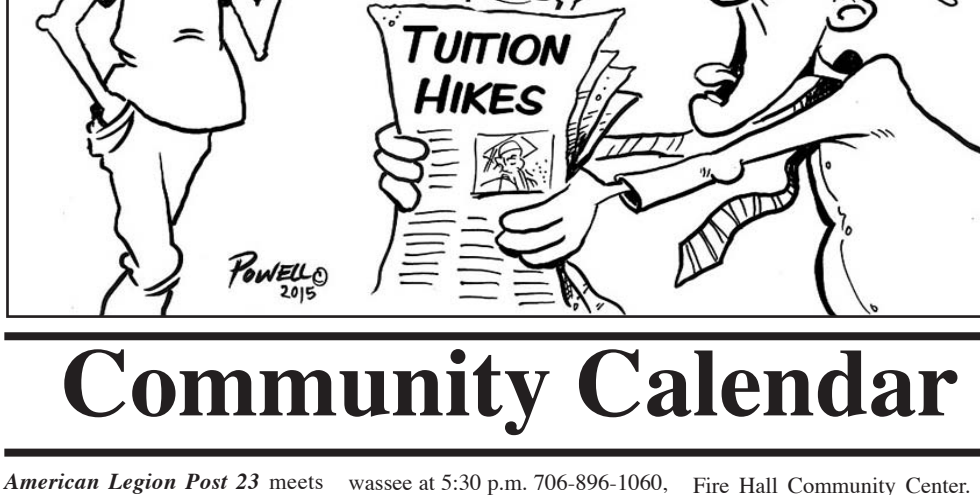 TUITION
HIKES
POWELL ©
2015
Community Calendar
American Legion Post 23 meets
wassee at 5:30 p.m. 706-896-1060,
Fire Hall Community Center.